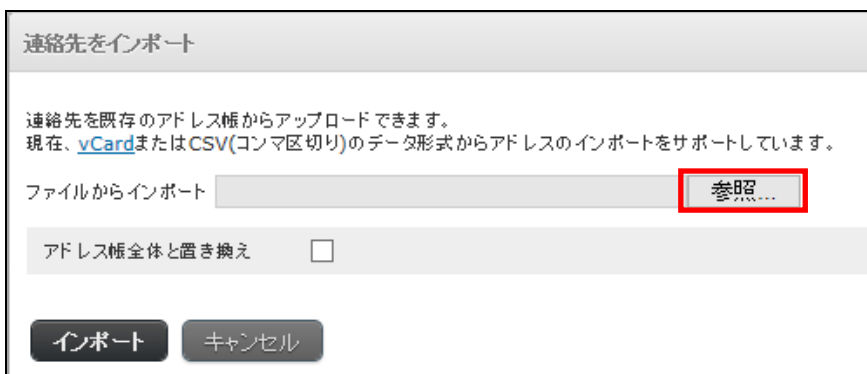 連絡先をインポート
連絡先を既存のアドレス帳からアップロードできます。
現在、vCardまたはCSV(コンマ区切り)のデータ形式からアドレスのインポートをサポートしています。
ファイルからインポート 参照...
アドレス帳全体と置き換え
インポート キャンセル